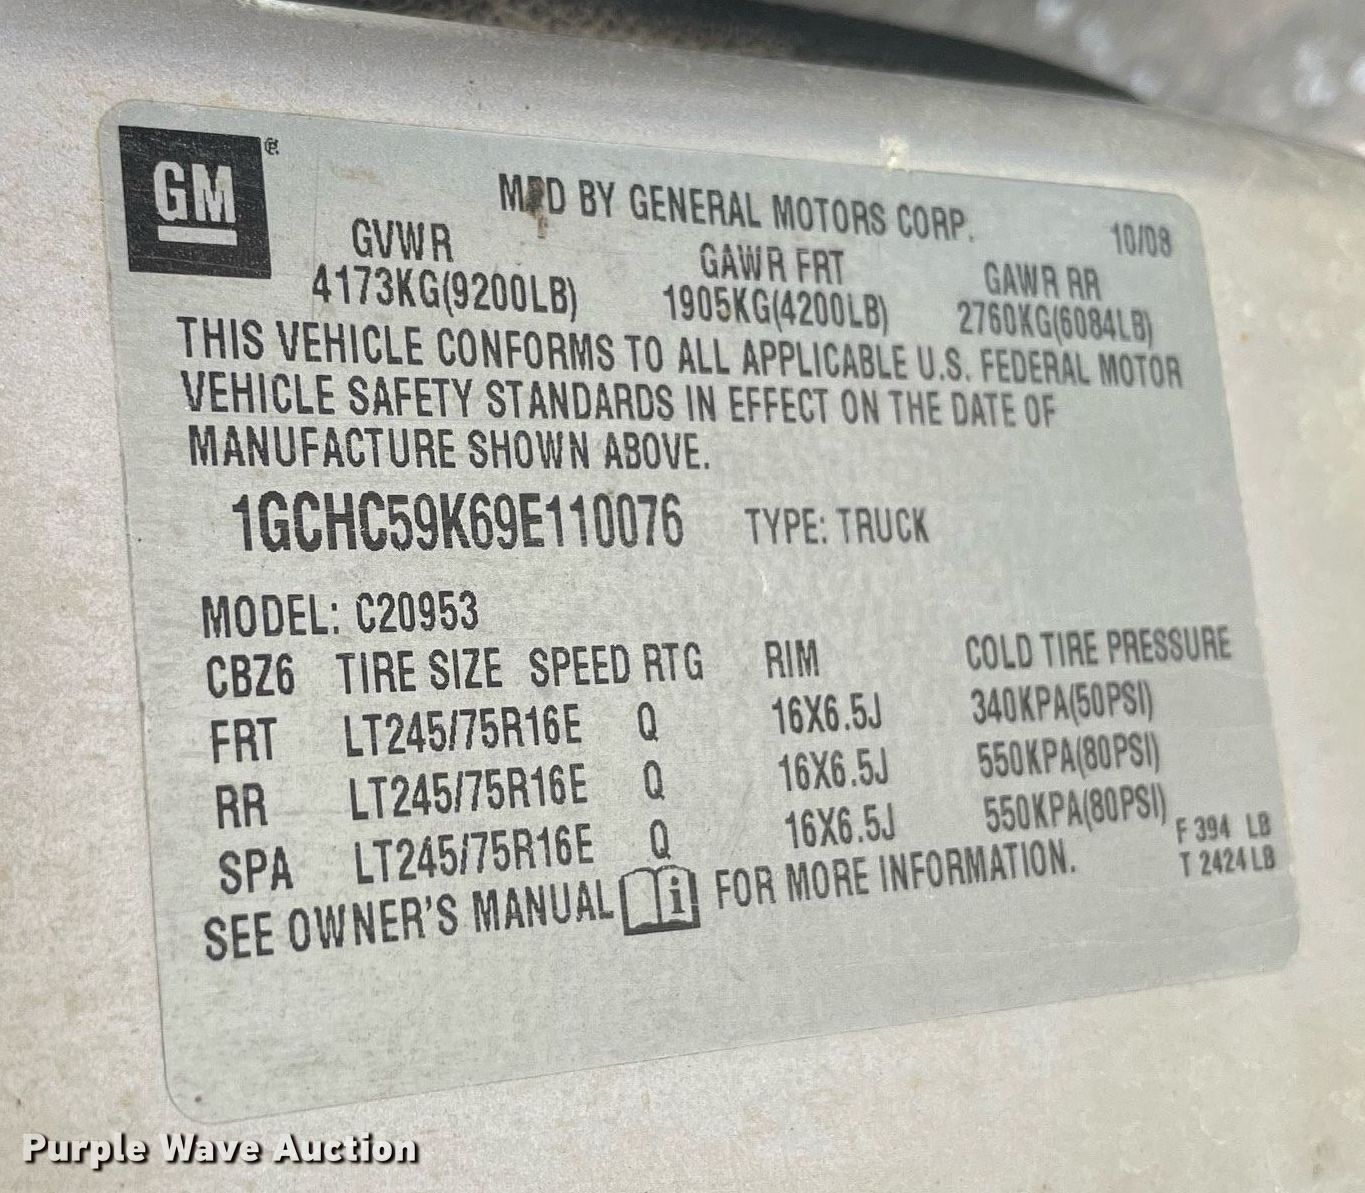 GM
MFD BY GENERAL MOTORS CORP. 10/08
GVWR GAWR FRT GAWR RR
4173KG(9200LB) 1905KG(4200LB) 2760KG(6084LB)
THIS VEHICLE CONFORMS TO ALL APPLICABLE U.S. FEDERAL MOTOR
VEHICLE SAFETY STANDARDS IN EFFECT ON THE DATE OF
MANUFACTURE SHOWN ABOVE.
1GCHC59K69E110076 TYPE: TRUCK
MODEL: C20953
CBZ6 TIRE SIZE SPEED RTG RIM COLD TIRE PRESSURE
FRT LT245/75R16E Q 16X6.5J 340KPA(50PSI)
RR LT245/75R16E Q 16X6.5J 550KPA(80PSI)
SPA LT245/75R16E Q 16X6.5J 550KPA(80PSI)
F 394 LB
T 2424LB
SEE OWNER'S MANUAL i FOR MORE INFORMATION.
Purple Wave Auction